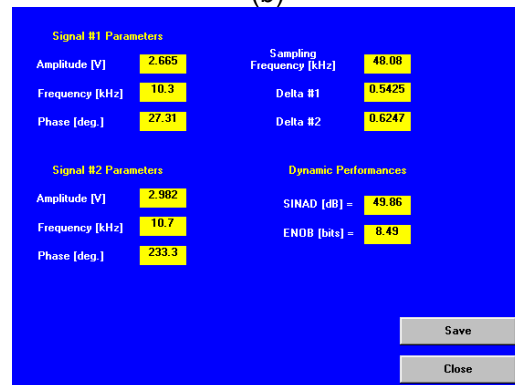 (b)
Signal #1 Parameters
Amplitude [V] 2.665
Frequency [kHz] 10.3
Phase [deg.] 27.31
Sampling
Frequency [kHz] 48.08
Delta #1 0.5425
Delta #2 0.6247
Signal #2 Parameters
Amplitude [V] 2.982
Frequency [kHz] 10.7
Phase [deg.] 233.3
Dynamic Performances
SINAD [dB] = 49.86
ENOB [bits] = 8.49
Save
Close